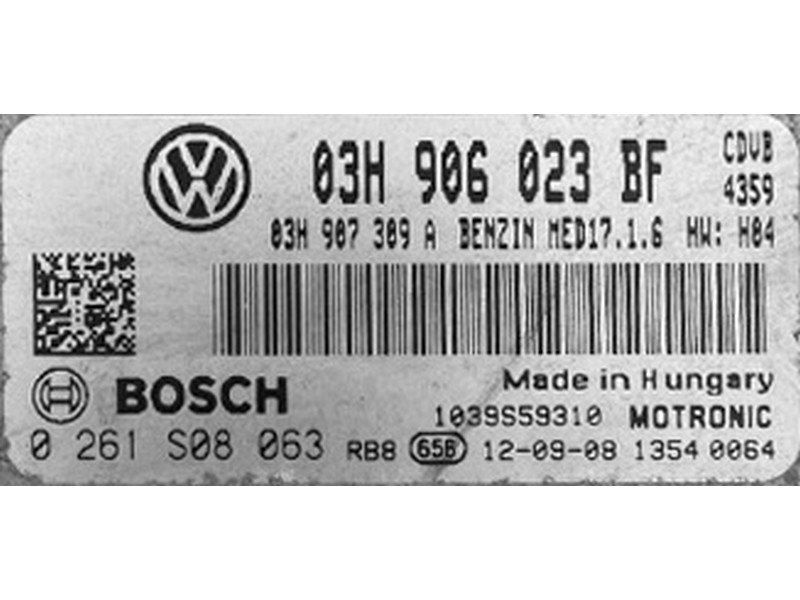 03H 906 023 BF CDVB
4359
03H 907 309 A BENZIN MED17.1.6 HW: H04
BOSCH Made in Hungary
1039S59310 MOTRONIC
0 261 S08 063 RB8 65B 12-09-08 1354 0064